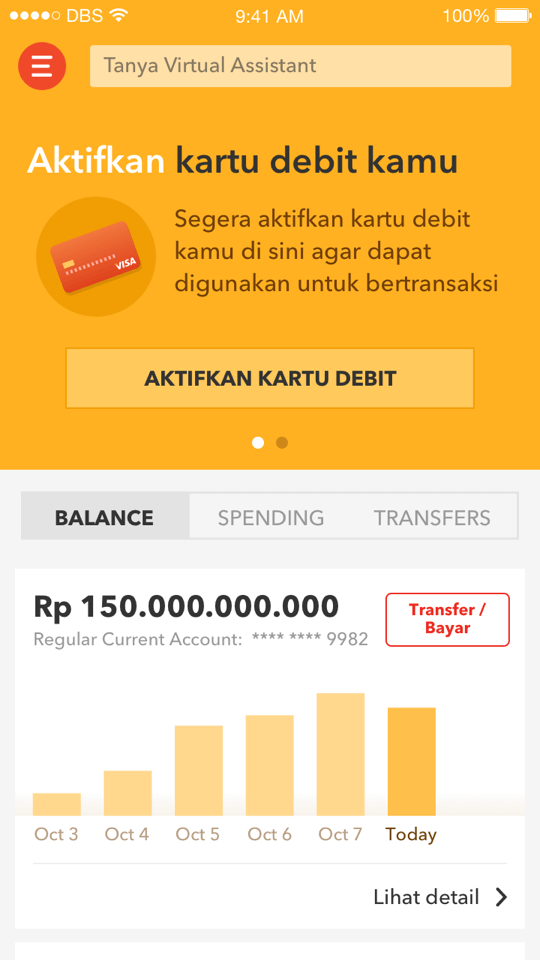 DBS 9:41 AM 100%
Tanya Virtual Assistant
Aktifkan kartu debit kamu
VISA
Segera aktifkan kartu debit
kamu di sini agar dapat
digunakan untuk bertransaksi
AKTIFKAN KARTU DEBIT
BALANCE SPENDING TRANSFERS
Rp 150.000.000.000
Regular Current Account: **** **** 9982
Transfer /
Bayar
Oct 3 Oct 4 Oct 5 Oct 6 Oct 7 Today
Lihat detail